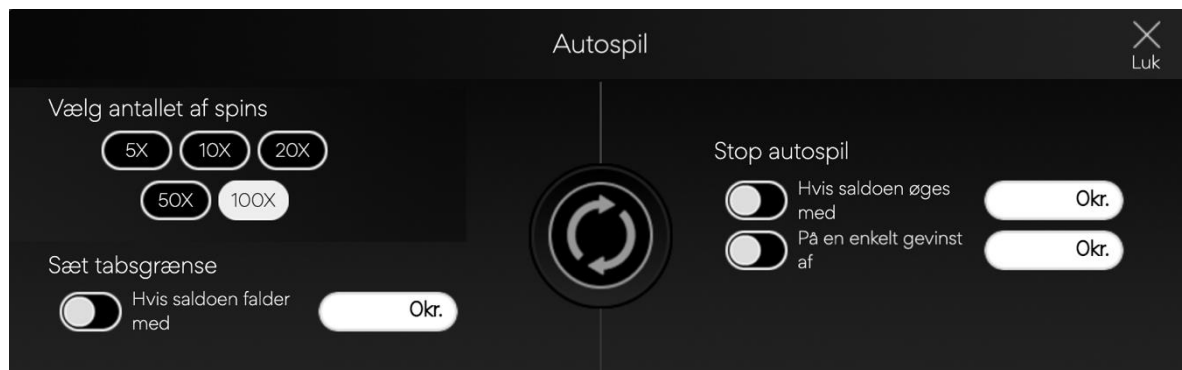 Autospil
Luk
Vælg antallet af spins
5X 10X 20X
50X 100X
Sæt tabsgrænse
Hvis saldoen falder
med
0kr.
Stop autospil
Hvis saldoen øges
med
0kr.
På en enkelt gevinst
af
0kr.